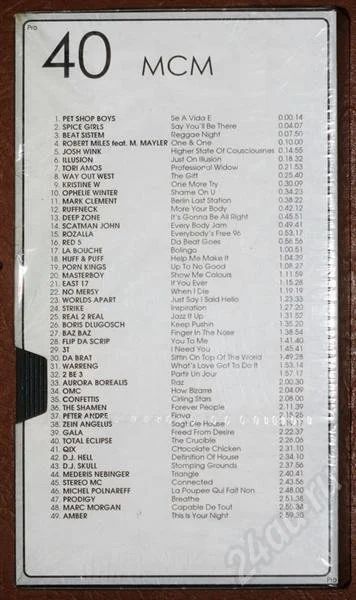 Pro
40 MCM
1. PET SHOP BOYS Se A Vida E 0.00.14
2. SPICE GIRLS Say You'll Be There 0.04.07
3. BEAT SISTEM Reggae Night 0.07.50
4. ROBERT MILES feat. M. MAYLER One & One 0.10.00
5. JOSH WINK Higher State Of Cousciousnes 0.14.55
6. ILLUSION Just On Illusion 0.18.32
7. TORI AMOS Professional Widow 0.21.53
8. WAY OUT WEST The Gift 0.25.40
9. KRISTINE W One More Try 0.30.09
10. OPHELIE WINTER Shame On U 0.34.23
11. MARK CLEMENT Berlin Last Station 0.38.22
12. RUFFNECK More Your Body 0.42.12
13. DEEP ZONE It's Gonna Be All Right 0.45.51
14. SCATMAN JOHN Every Body Jam 0.49.41
15. ROZALLA Everybody's Free 96 0.53.17
16. RED 5 Da Beat Goes 0.56.56
17. LA BOUCHE Bolingo 1.00.51
18. HUFF & PUFF Help Me Make It 1.04.39
19. PORN KINGS Up To No Good 1.08.27
20. MASTERBOY Show Me Colours 1.11.59
21. EAST 17 If You Ever 1.15.28
22. NO MERSY When I Die 1.19.19
23. WORLDS APART Just Say I Said Hello 1.23.33
24. STRIKE Inspiration 1.27.20
25. REAL 2 REAL Jazz It Up 1.31.52
26. BORIS DLUGOSCH Keep Pushin 1.35.20
27. BAZ BAZ Finger In The Nose 1.38.54
28. FLIP DA SCRIP You To Me 1.41.40
29. 3T I Need You 1.45.41
30. DA BRAT Sittin On Top Of The World 1.49.28
31. WARRENG What's Love Got To Do It 1.53.14
32. 2 BE 3 Partir Un Jour 1.57.17
33. AURORA BOREALIS Raz 2.00.30
34. OMC How Bizarre 2.04.09
35. CONFETTIS Cirling Stars 2.08.00
36. THE SHAMEN Forever People 2.11.39
37. PETER ANDRE Flava
38. ZEIN ANGELUS Sagt Die House
39. GALA Freed From Desire 2.22.37
40. TOTAL ECLIPSE The Crucible 2.26.06
41. QIX CHocolate Chicken 2.31.10
42. D.J. HELL Definition Of House 2.34.10
43. D.J. SKULL Stomping Grounds 2.37.56
44. MEDERIS NEBINGER Triangle 2.40.41
45. STEREO MC Connected 2.43.56
46. MICHEL POLNAREFF La Poupee Qui Fait Non 2.48.00
47. PRODIGY Breathe 2.51.38
48. MARC MORGAN Capable De Tout
49. AMBER This Is Your Night 2.59.30
Pro